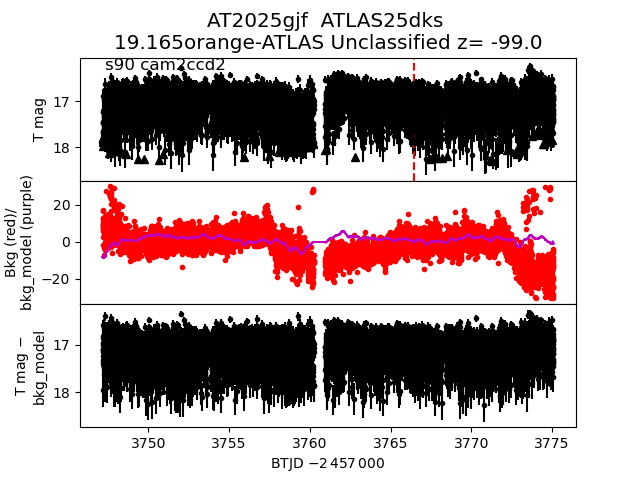 AT2025gjf  ATLAS25dks
19.165orange-ATLAS Unclassified z= -99.0
s90 cam2ccd2
T mag
17
18
Bkg (red)/
bkg_model (purple)
20
0
−20
T mag −
bkg_model
17
18
3750 3755 3760 3765 3770 3775
BTJD −2 457 000